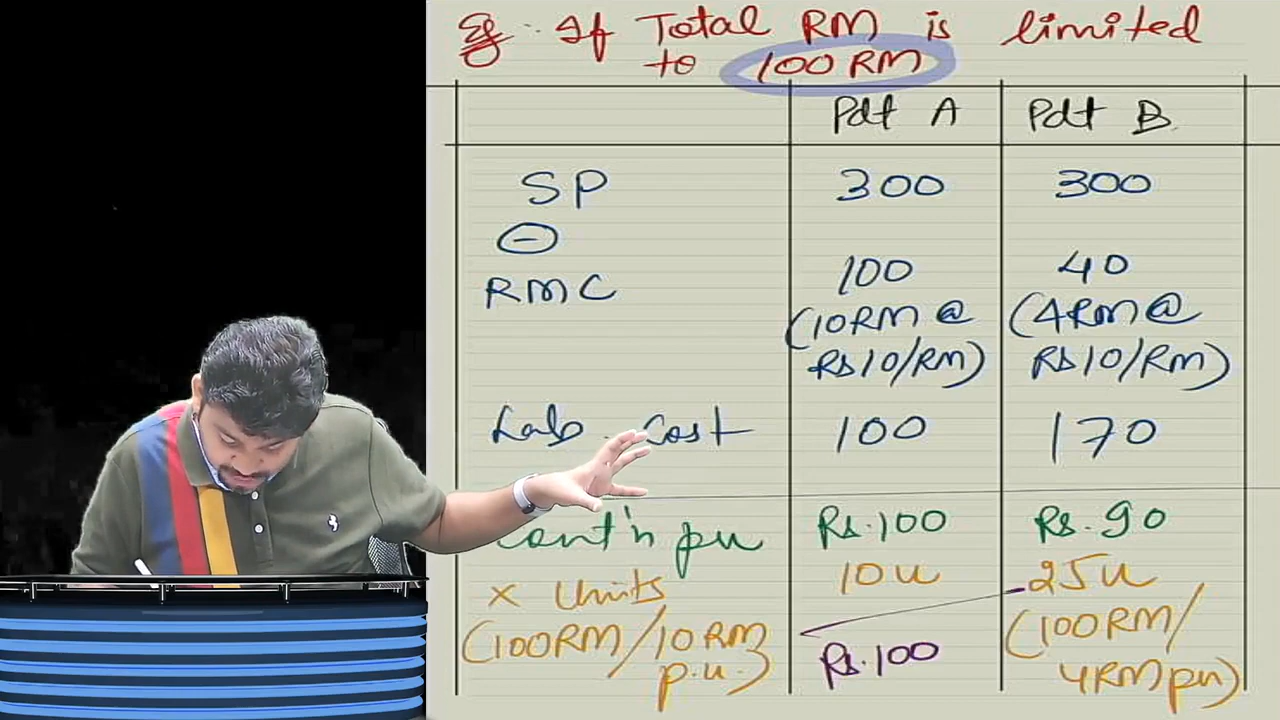 Eg. If Total RM is limited
to 100 RM
Pdt A Pdt B
SP 300 300
⊖
RMC 100 40
(10RM @ (4RM @
Rs10/RM) Rs10/RM)
Lab. Cost 100 170
Cont'n pu Rs.100 Rs.90
× Units 10u 25u
(100RM/10RM (100RM/
p.u.) Rs.100 4RM pu)